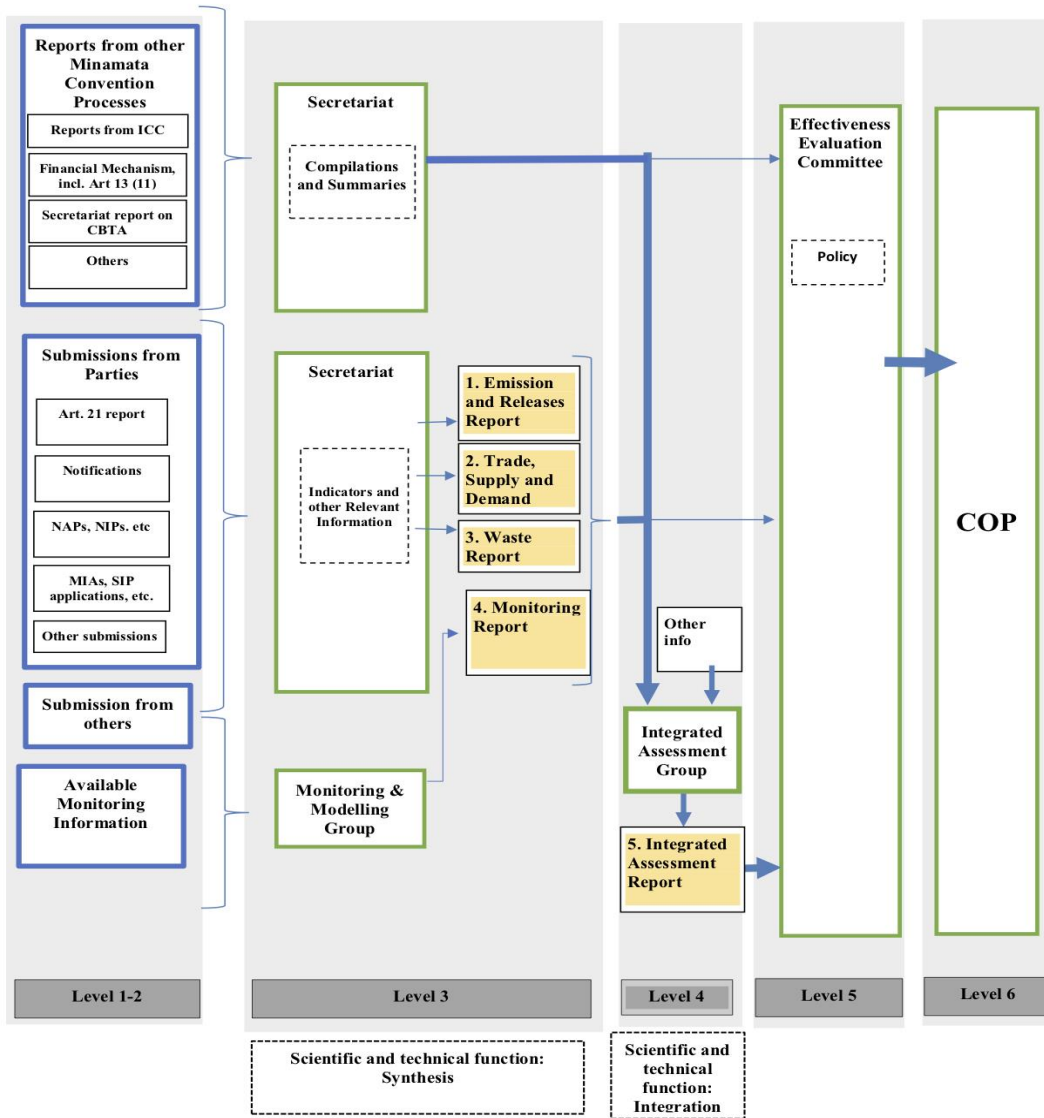 Reports from other
Minamata
Convention
Processes
Reports from ICC
Financial Mechanism,
incl. Art 13 (11)
Secretariat report on
CBTA
Others
Submissions from
Parties
Art. 21 report
Notifications
NAPs, NIPs. etc
MIAs, SIP
applications, etc.
Other submissions
Submission from
others
Available
Monitoring
Information
Level 1-2
Secretariat
Compilations
and Summaries
Secretariat
Indicators and
other Relevant
Information
1. Emission
and Releases
Report
2. Trade,
Supply and
Demand
3. Waste
Report
4. Monitoring
Report
Monitoring &
Modelling
Group
Level 3
Scientific and technical function:
Synthesis
Other
info
Integrated
Assessment
Group
5. Integrated
Assessment
Report
Level 4
Scientific and
technical
function:
Integration
Effectiveness
Evaluation
Committee
Policy
Level 5
COP
Level 6